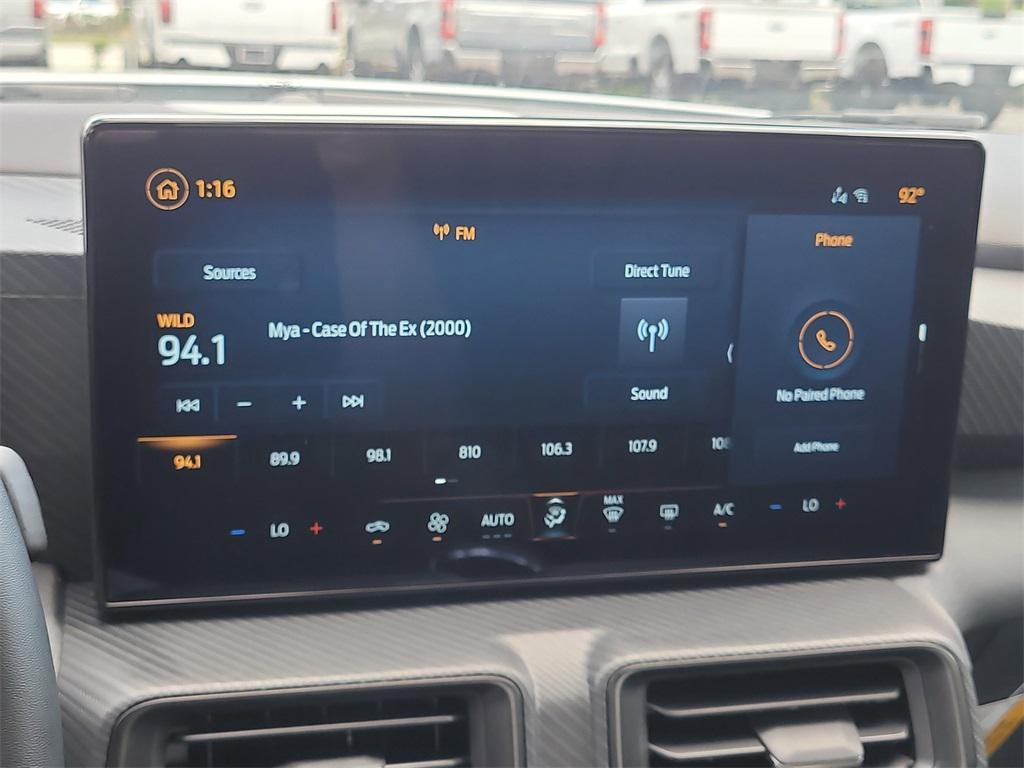 1:16
92°
FM
Phone
Sources
Direct Tune
WILD
94.1
Mya - Case Of The Ex (2000)
Sound
No Paired Phone
Add Phone
94.1 89.9 98.1 810 106.3 107.9
- LO + AUTO MAX A/C - LO +